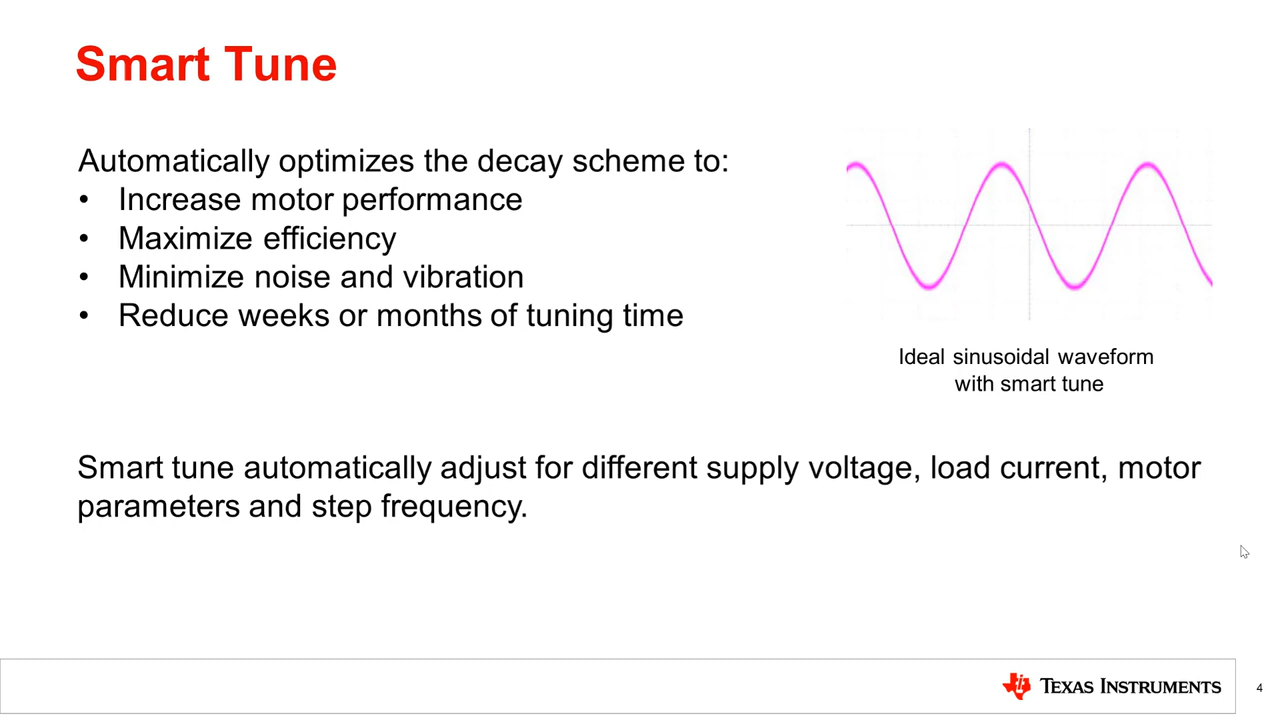 Smart Tune
Automatically optimizes the decay scheme to:
• Increase motor performance
• Maximize efficiency
• Minimize noise and vibration
• Reduce weeks or months of tuning time
Ideal sinusoidal waveform
with smart tune
Smart tune automatically adjust for different supply voltage, load current, motor
parameters and step frequency.
TEXAS INSTRUMENTS
4